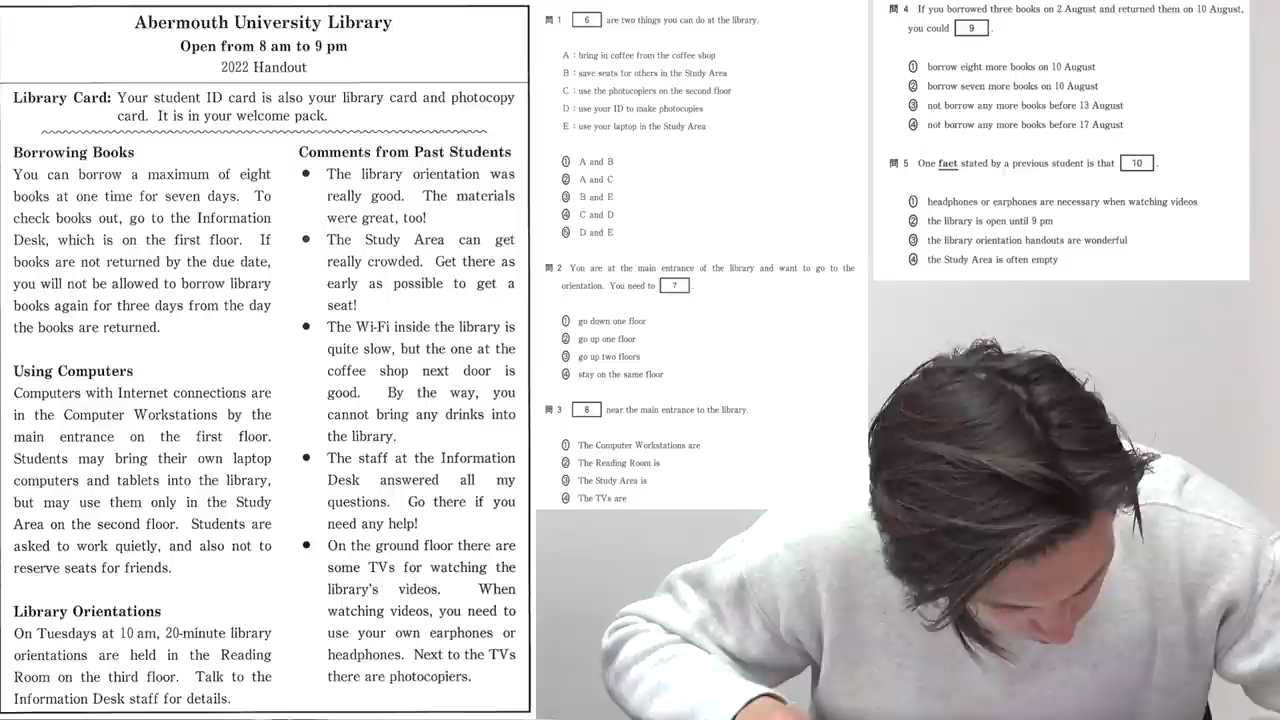 Abermouth University Library
Open from 8 am to 9 pm
2022 Handout
Library Card: Your student ID card is also your library card and photocopy
card. It is in your welcome pack.
Borrowing Books
You can borrow a maximum of eight
books at one time for seven days. To
check books out, go to the Information
Desk, which is on the first floor. If
books are not returned by the due date,
you will not be allowed to borrow library
books again for three days from the day
the books are returned.
Using Computers
Computers with Internet connections are
in the Computer Workstations by the
main entrance on the first floor.
Students may bring their own laptop
computers and tablets into the library,
but may use them only in the Study
Area on the second floor. Students are
asked to work quietly, and also not to
reserve seats for friends.
Library Orientations
On Tuesdays at 10 am, 20-minute library
orientations are held in the Reading
Room on the third floor. Talk to the
Information Desk staff for details.
Comments from Past Students
● The library orientation was
really good. The materials
were great, too!
● The Study Area can get
really crowded. Get there as
early as possible to get a
seat!
● The Wi-Fi inside the library is
quite slow, but the one at the
coffee shop next door is
good. By the way, you
cannot bring any drinks into
the library.
● The staff at the Information
Desk answered all my
questions. Go there if you
need any help!
● On the ground floor there are
some TVs for watching the
library's videos. When
watching videos, you need to
use your own earphones or
headphones. Next to the TVs
there are photocopiers.
問 1 6 are two things you can do at the library.
A : bring in coffee from the coffee shop
B : save seats for others in the Study Area
C : use the photocopiers on the second floor
D : use your ID to make photocopies
E : use your laptop in the Study Area
① A and B
② A and C
③ B and E
④ C and D
⑤ D and E
問 2 You are at the main entrance of the library and want to go to the
orientation. You need to 7 .
① go down one floor
② go up one floor
③ go up two floors
④ stay on the same floor
問 3 8 near the main entrance to the library.
① The Computer Workstations are
② The Reading Room is
③ The Study Area is
④ The TVs are
問 4 If you borrowed three books on 2 August and returned them on 10 August,
you could 9 .
① borrow eight more books on 10 August
② borrow seven more books on 10 August
③ not borrow any more books before 13 August
④ not borrow any more books before 17 August
問 5 One fact stated by a previous student is that 10 .
① headphones or earphones are necessary when watching videos
② the library is open until 9 pm
③ the library orientation handouts are wonderful
④ the Study Area is often empty